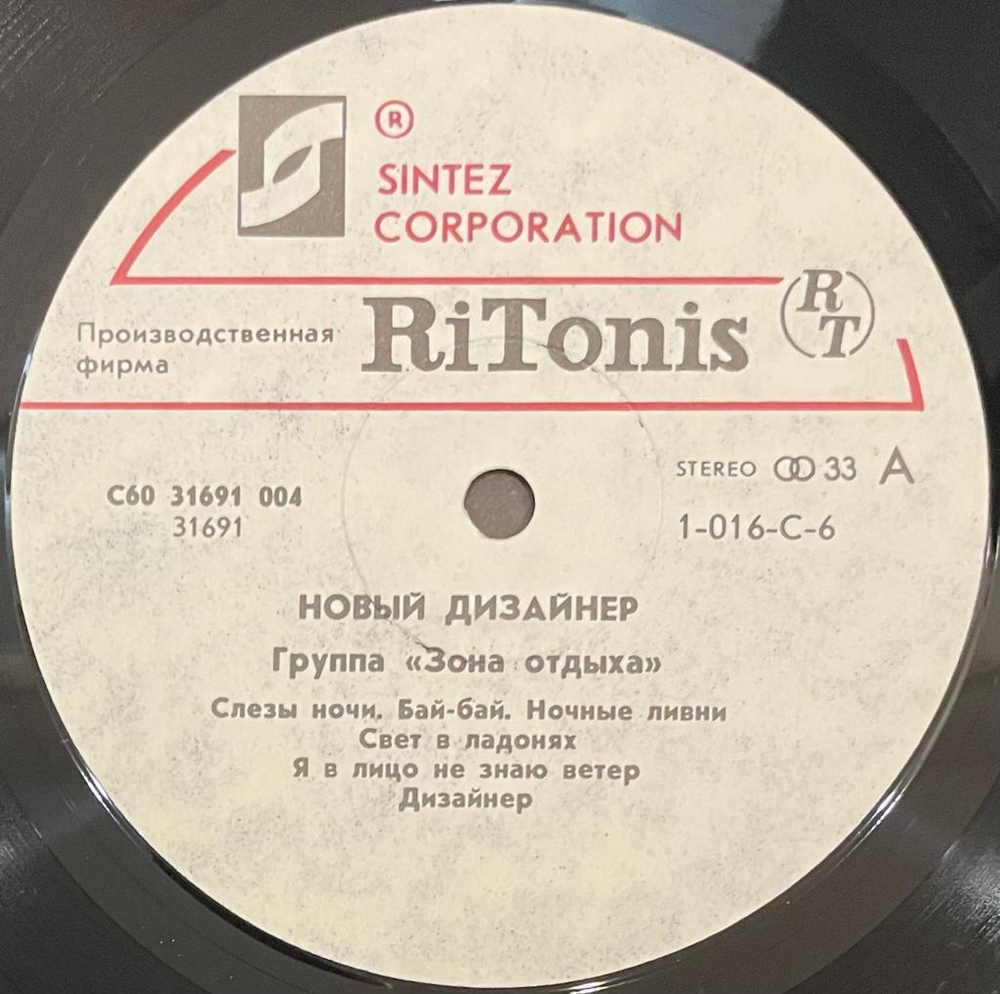 ®
SINTEZ
CORPORATION
Производственная
фирма
RiTonis
RT
С60 31691 004
31691
STEREO 33 A
1-016-С-6
НОВЫЙ ДИЗАЙНЕР
Группа «Зона отдыха»
Слезы ночи. Бай-бай. Ночные ливни
Свет в ладонях
Я в лицо не знаю ветер
Дизайнер